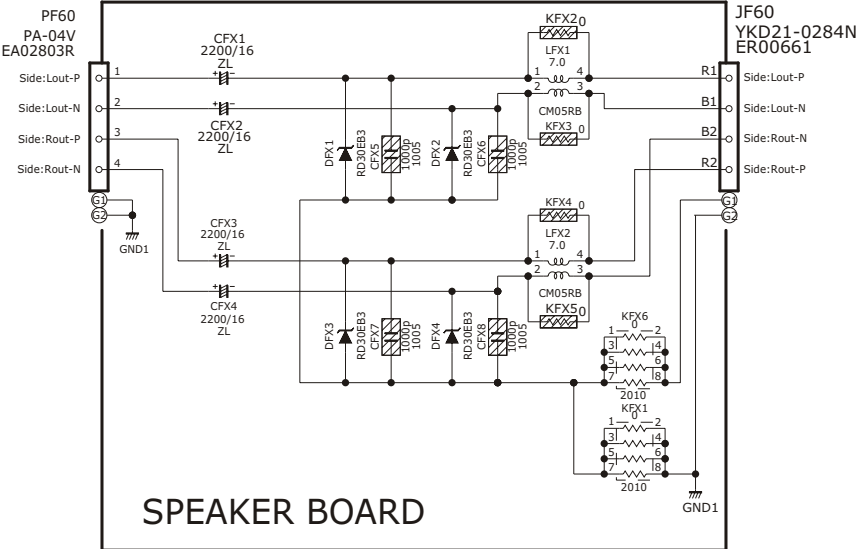 PF60
PA-04V
EA02803R
JF60
YKD21-0284N
ER00661
CFX1
2200/16
ZL
+ -
KFX2 0
LFX1
7.0
Side:Lout-P 1
1 4
R1 Side:Lout-P
Side:Lout-N 2
+ -
2 3
B1 Side:Lout-N
CFX2
2200/16
ZL
CM05RB
KFX3 0
Side:Rout-P 3
B2 Side:Rout-N
DFX1
RD30EB3
CFX5
1000p
1005
DFX2
RD30EB3
CFX6
1000p
1005
Side:Rout-N 4
R2 Side:Rout-P
G1
G2
GND1
G1
G2
CFX3
2200/16
ZL
+ -
KFX4 0
LFX2
7.0
1 4
2 3
+ -
CFX4
2200/16
ZL
CM05RB
KFX5 0
DFX3
RD30EB3
CFX7
1000p
1005
DFX4
RD30EB3
CFX8
1000p
1005
KFX6
0
1 2
3 4
5 6
7 8
2010
KFX1
0
1 2
3 4
5 6
7 8
2010
GND1
SPEAKER BOARD